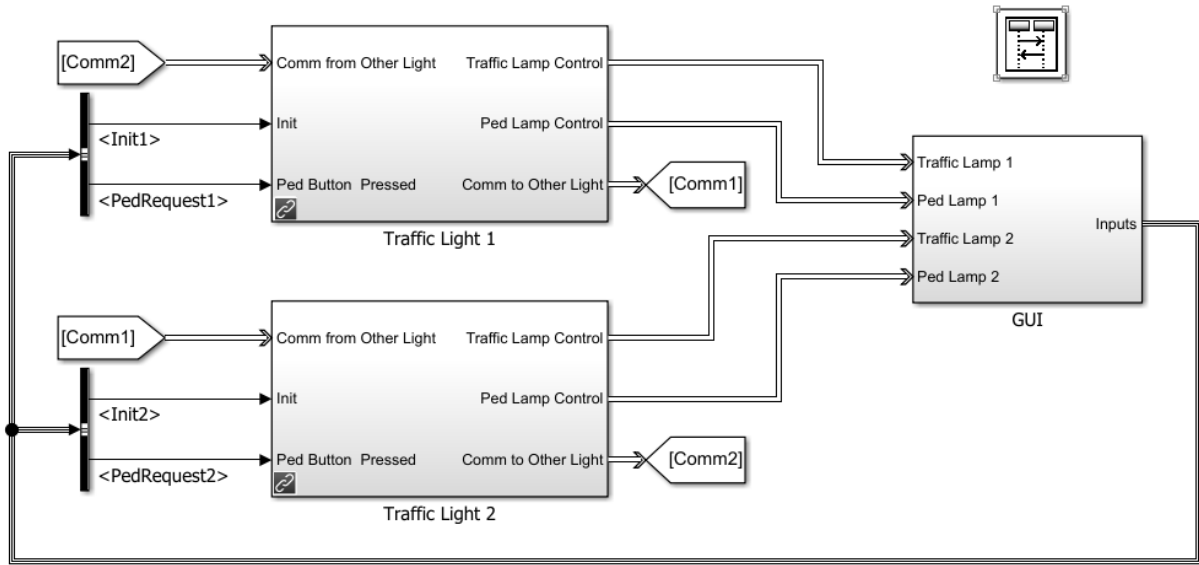 [Comm2]
Comm from Other Light
Traffic Lamp Control
<Init1>
Init
Ped Lamp Control
<PedRequest1>
Ped Button  Pressed
Comm to Other Light
[Comm1]
Traffic Light 1
Traffic Lamp 1
Ped Lamp 1
Traffic Lamp 2
Ped Lamp 2
Inputs
GUI
[Comm1]
Comm from Other Light
Traffic Lamp Control
<Init2>
Init
Ped Lamp Control
<PedRequest2>
Ped Button  Pressed
Comm to Other Light
[Comm2]
Traffic Light 2